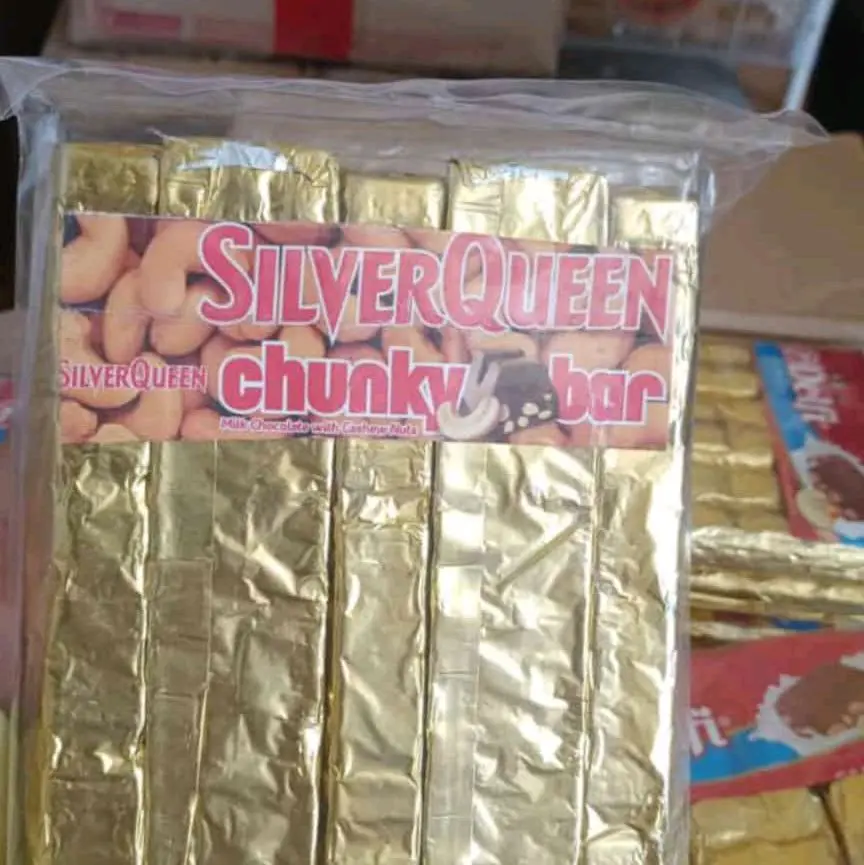 SILVERQUEEN
SILVERQUEEN chunky bar
Milk Chocolate with Cashew Nuts